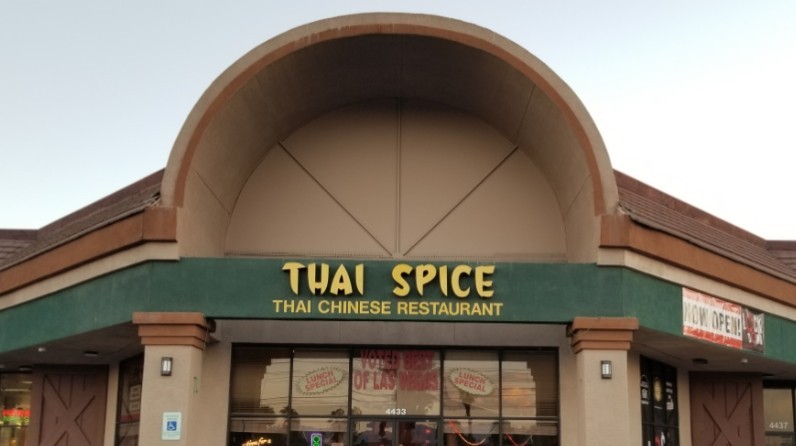 THAI SPICE
THAI CHINESE RESTAURANT
NOW OPEN!
LUNCH SPECIAL
VOTED BEST
OF LAS VEGAS
LUNCH SPECIAL
4433
4437